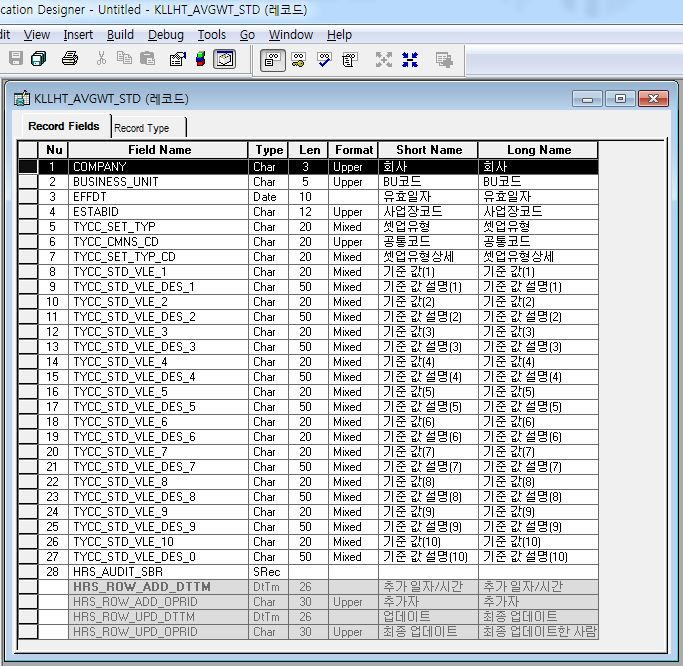 cation Designer - Untitled - KLLHT_AVGWT_STD (레코드)
dit View Insert Build Debug Tools Go Window Help
KLLHT_AVGWT_STD (레코드)
Record Fields Record Type
Nu Field Name Type Len Format Short Name Long Name
1 COMPANY Char 3 Upper 회사 회사
2 BUSINESS_UNIT Char 5 Upper BU코드 BU코드
3 EFFDT Date 10 유효일자 유효일자
4 ESTABID Char 12 Upper 사업장코드 사업장코드
5 TYCC_SET_TYP Char 20 Mixed 셋업유형 셋업유형
6 TYCC_CMNS_CD Char 20 Upper 공통코드 공통코드
7 TYCC_SET_TYP_CD Char 20 Mixed 셋업유형상세 셋업유형상세
8 TYCC_STD_VLE_1 Char 20 Mixed 기준 값(1) 기준 값(1)
9 TYCC_STD_VLE_DES_1 Char 50 Mixed 기준 값 설명(1) 기준 값 설명(1)
10 TYCC_STD_VLE_2 Char 20 Mixed 기준 값(2) 기준 값(2)
11 TYCC_STD_VLE_DES_2 Char 50 Mixed 기준 값 설명(2) 기준 값 설명(2)
12 TYCC_STD_VLE_3 Char 20 Mixed 기준 값(3) 기준 값(3)
13 TYCC_STD_VLE_DES_3 Char 50 Mixed 기준 값 설명(3) 기준 값 설명(3)
14 TYCC_STD_VLE_4 Char 20 Mixed 기준 값(4) 기준 값(4)
15 TYCC_STD_VLE_DES_4 Char 50 Mixed 기준 값 설명(4) 기준 값 설명(4)
16 TYCC_STD_VLE_5 Char 20 Mixed 기준 값(5) 기준 값(5)
17 TYCC_STD_VLE_DES_5 Char 50 Mixed 기준 값 설명(5) 기준 값 설명(5)
18 TYCC_STD_VLE_6 Char 20 Mixed 기준 값(6) 기준 값(6)
19 TYCC_STD_VLE_DES_6 Char 20 Mixed 기준 값 설명(6) 기준 값 설명(6)
20 TYCC_STD_VLE_7 Char 20 Mixed 기준 값(7) 기준 값(7)
21 TYCC_STD_VLE_DES_7 Char 50 Mixed 기준 값 설명(7) 기준 값 설명(7)
22 TYCC_STD_VLE_8 Char 20 Mixed 기준 값(8) 기준 값(8)
23 TYCC_STD_VLE_DES_8 Char 50 Mixed 기준 값 설명(8) 기준 값 설명(8)
24 TYCC_STD_VLE_9 Char 20 Mixed 기준 값(9) 기준 값(9)
25 TYCC_STD_VLE_DES_9 Char 50 Mixed 기준 값 설명(9) 기준 값 설명(9)
26 TYCC_STD_VLE_10 Char 20 Mixed 기준 값(10) 기준 값(10)
27 TYCC_STD_VLE_DES_0 Char 50 Mixed 기준 값 설명(10) 기준 값 설명(10)
28 HRS_AUDIT_SBR SRec
HRS_ROW_ADD_DTTM DtTm 26 추가 일자/시간 추가 일자/시간
HRS_ROW_ADD_OPRID Char 30 Upper 추가자 추가자
HRS_ROW_UPD_DTTM DtTm 26 업데이트 최종 업데이트
HRS_ROW_UPD_OPRID Char 30 Upper 최종 업데이트 최종 업데이트한 사람